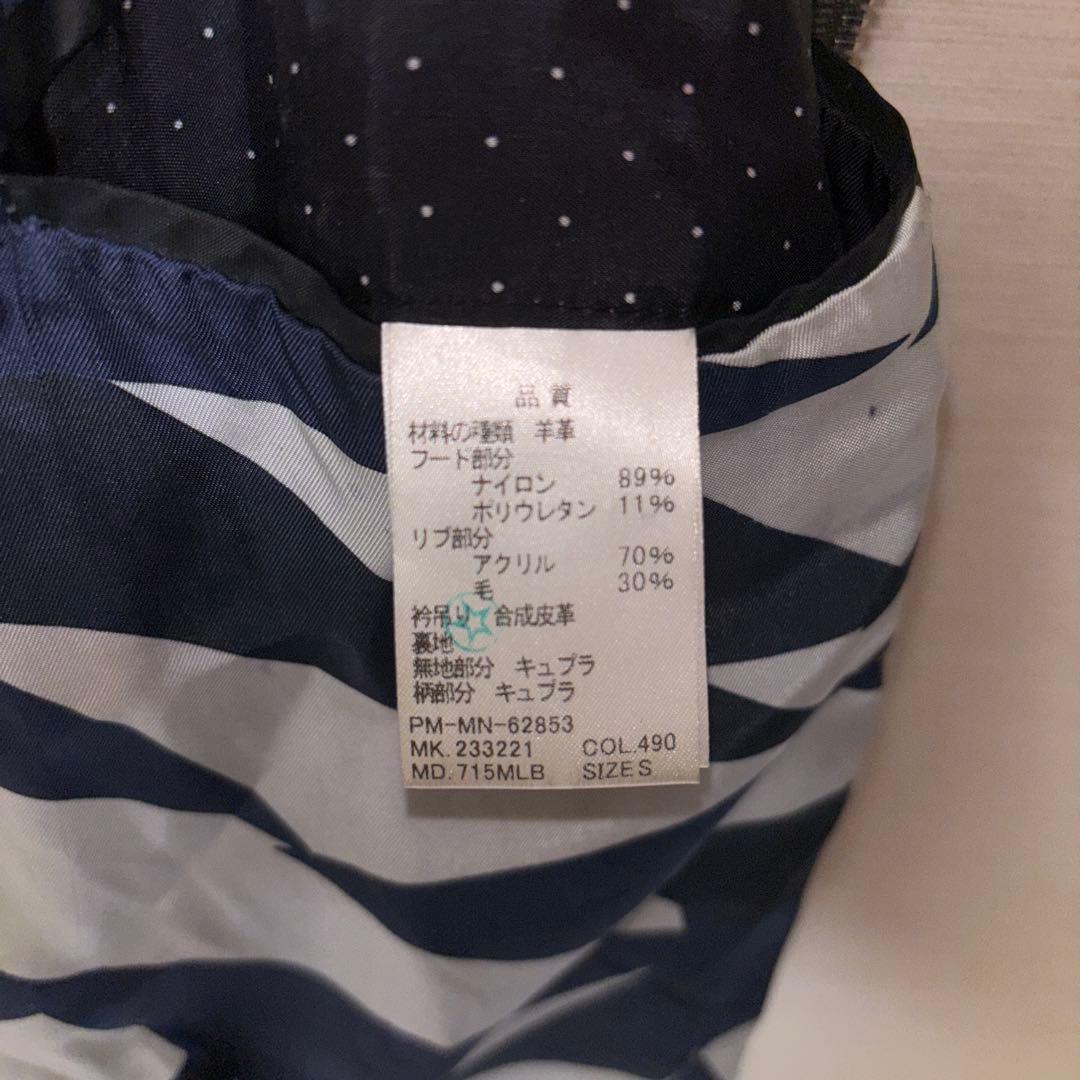 品質
材料の種類 羊革
フード部分
ナイロン 89%
ポリウレタン 11%
リブ部分
アクリル 70%
毛 30%
衿吊り 合成皮革
裏地
無地部分 キュプラ
柄部分 キュプラ
PM-MN-62853
MK.233221 COL.490
MD.715MLB SIZE S